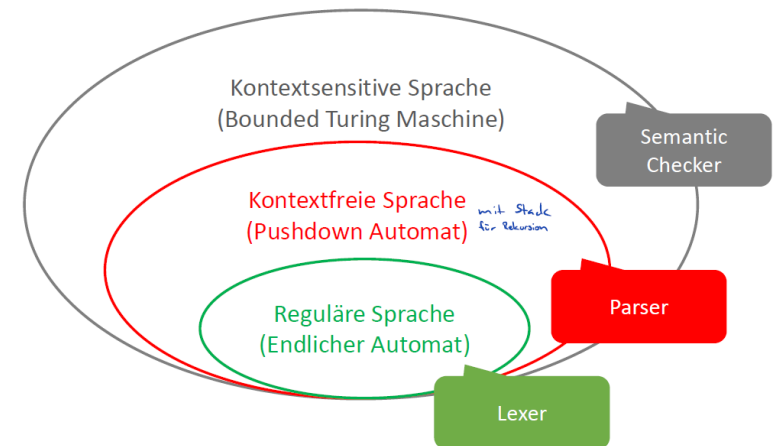 Kontextsensitive Sprache
(Bounded Turing Maschine)
Semantic
Checker
Kontextfreie Sprache
(Pushdown Automat)
mit Stack
für Rekursion
Parser
Reguläre Sprache
(Endlicher Automat)
Lexer